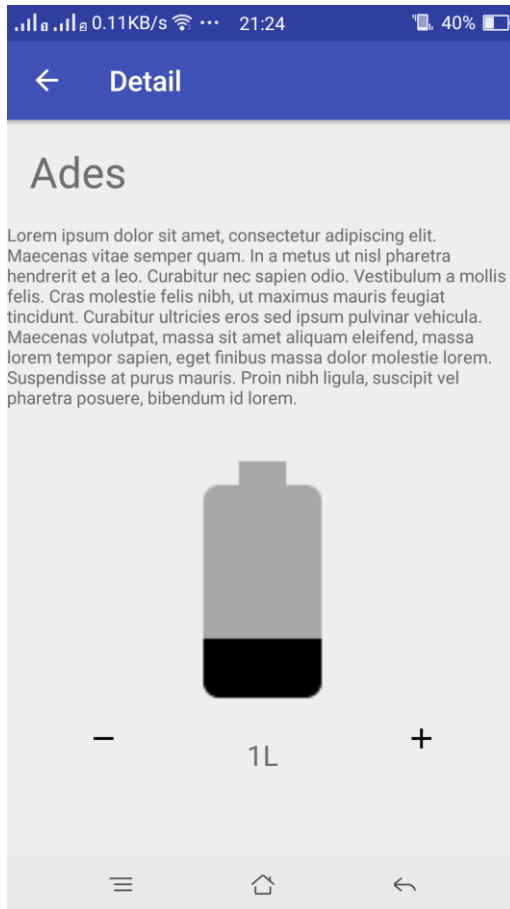 0.11KB/s ··· 21:24 40%
Detail
Ades
Lorem ipsum dolor sit amet, consectetur adipiscing elit.
Maecenas vitae semper quam. In a metus ut nisl pharetra
hendrerit et a leo. Curabitur nec sapien odio. Vestibulum a mollis
felis. Cras molestie felis nibh, ut maximus mauris feugiat
tincidunt. Curabitur ultricies eros sed ipsum pulvinar vehicula.
Maecenas volutpat, massa sit amet aliquam eleifend, massa
lorem tempor sapien, eget finibus massa dolor molestie lorem.
Suspendisse at purus mauris. Proin nibh ligula, suscipit vel
pharetra posuere, bibendum id lorem.
− 1L +